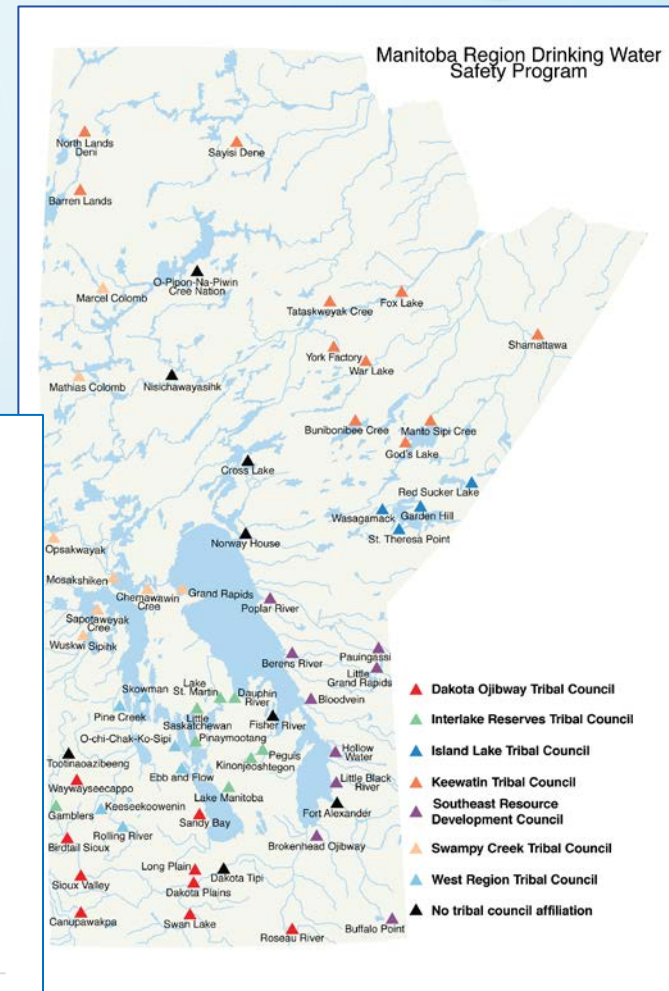 Manitoba Region Drinking Water
Safety Program
North Lands
Deni
Sayisi Dene
Barren Lands
O-Pipon-Na-Piwin
Cree Nation
Marcel Colomb
Tataskweyak Cree
Fox Lake
Shamattawa
York Factory
War Lake
Mathias Colomb
Nisichawayasihk
Bunibonibee Cree
Manto Sipi Cree
God's Lake
Cross Lake
Red Sucker Lake
Wasagamack
Garden Hill
St. Theresa Point
Norway House
Opsakwayak
Mosakshiken
Chemawawin
Cree
Grand Rapids
Poplar River
Sapotaweyak
Cree
Wuskwi Sipihk
Berens River
Pauingassi
Little
Grand Rapids
Skowman
Lake
St. Martin
Dauphin
River
Bloodvein
Pine Creek
Little
Saskatchewan
Fisher River
O-chi-Chak-Ko-Sipi
Pinaymootang
Peguis
Hollow
Water
Tootinaoazibeeng
Kinonjeoshtegon
Ebb and Flow
Little Black
River
Waywayseecappo
Lake Manitoba
Keeseekoowenin
Fort Alexander
Gamblers
Sandy Bay
Rolling River
Birdtail Sioux
Brokenhead Ojibway
Long Plain
Dakota Tipi
Sioux Valley
Dakota Plains
Canupawakpa
Swan Lake
Roseau River
Buffalo Point
Dakota Ojibway Tribal Council
Interlake Reserves Tribal Council
Island Lake Tribal Council
Keewatin Tribal Council
Southeast Resource
Development Council
Swampy Creek Tribal Council
West Region Tribal Council
No tribal council affiliation